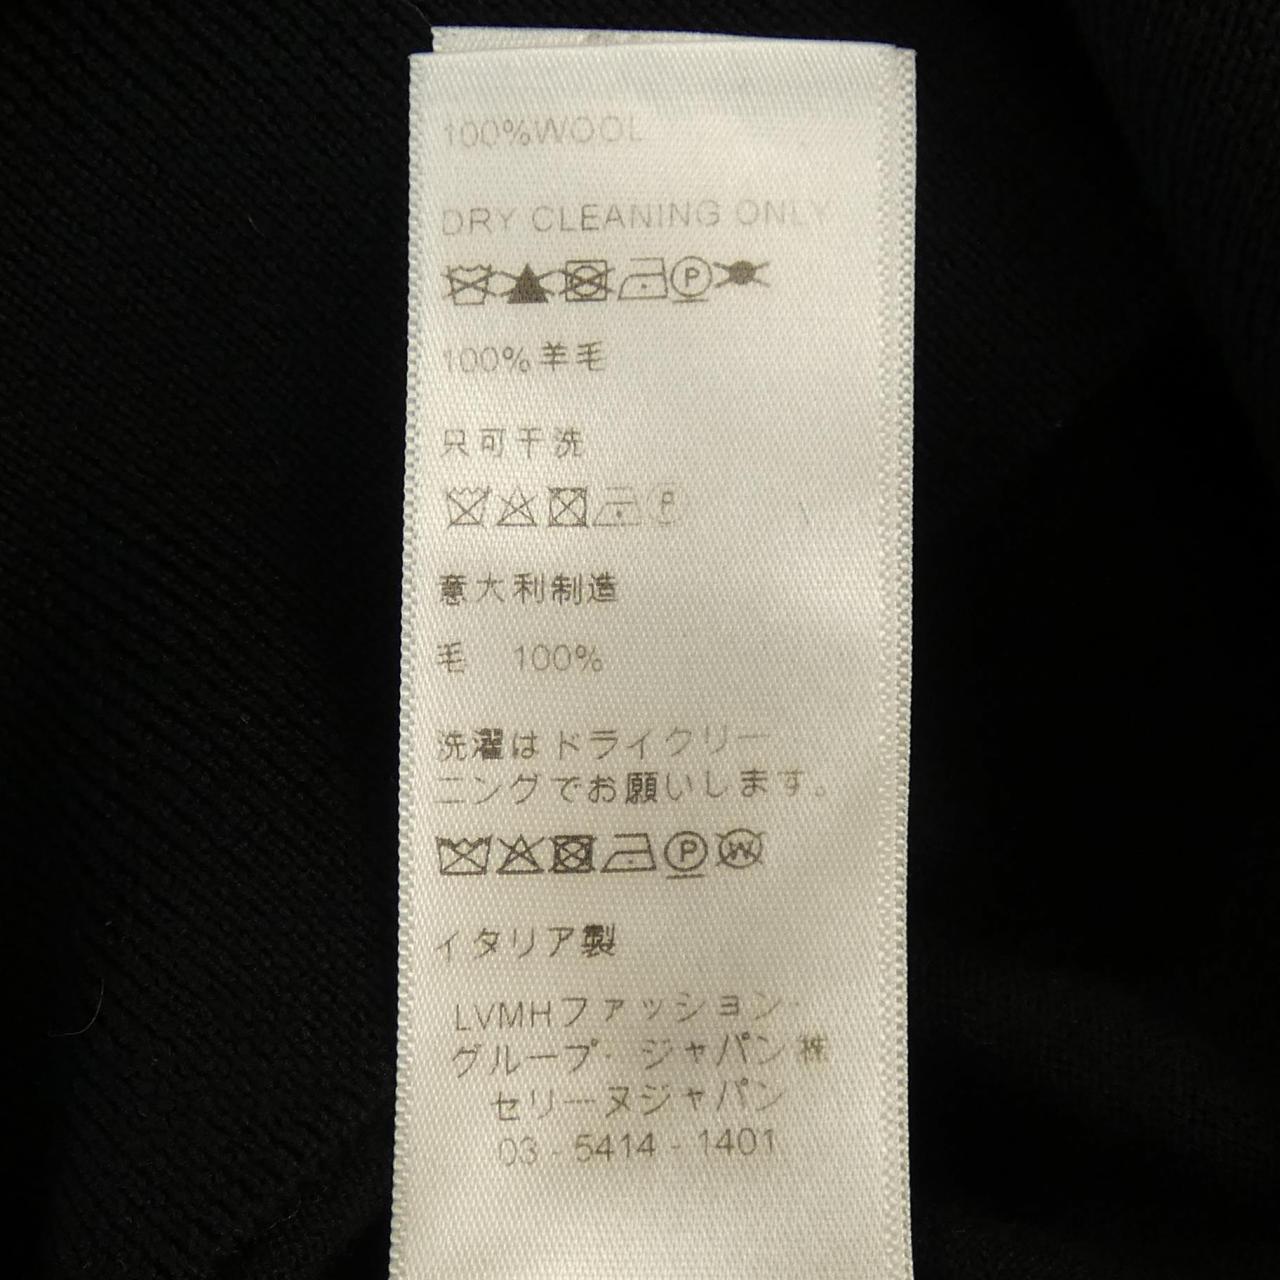 100%WOOL
DRY CLEANING ONLY
P
100%羊毛
只可干洗
P
意大利制造
毛 100%
洗濯はドライクリー
ニングでお願いします。
P W
イタリア製
LVMHファッション・
グループ・ジャパン㈱
セリーヌジャパン
03 - 5414 - 1401